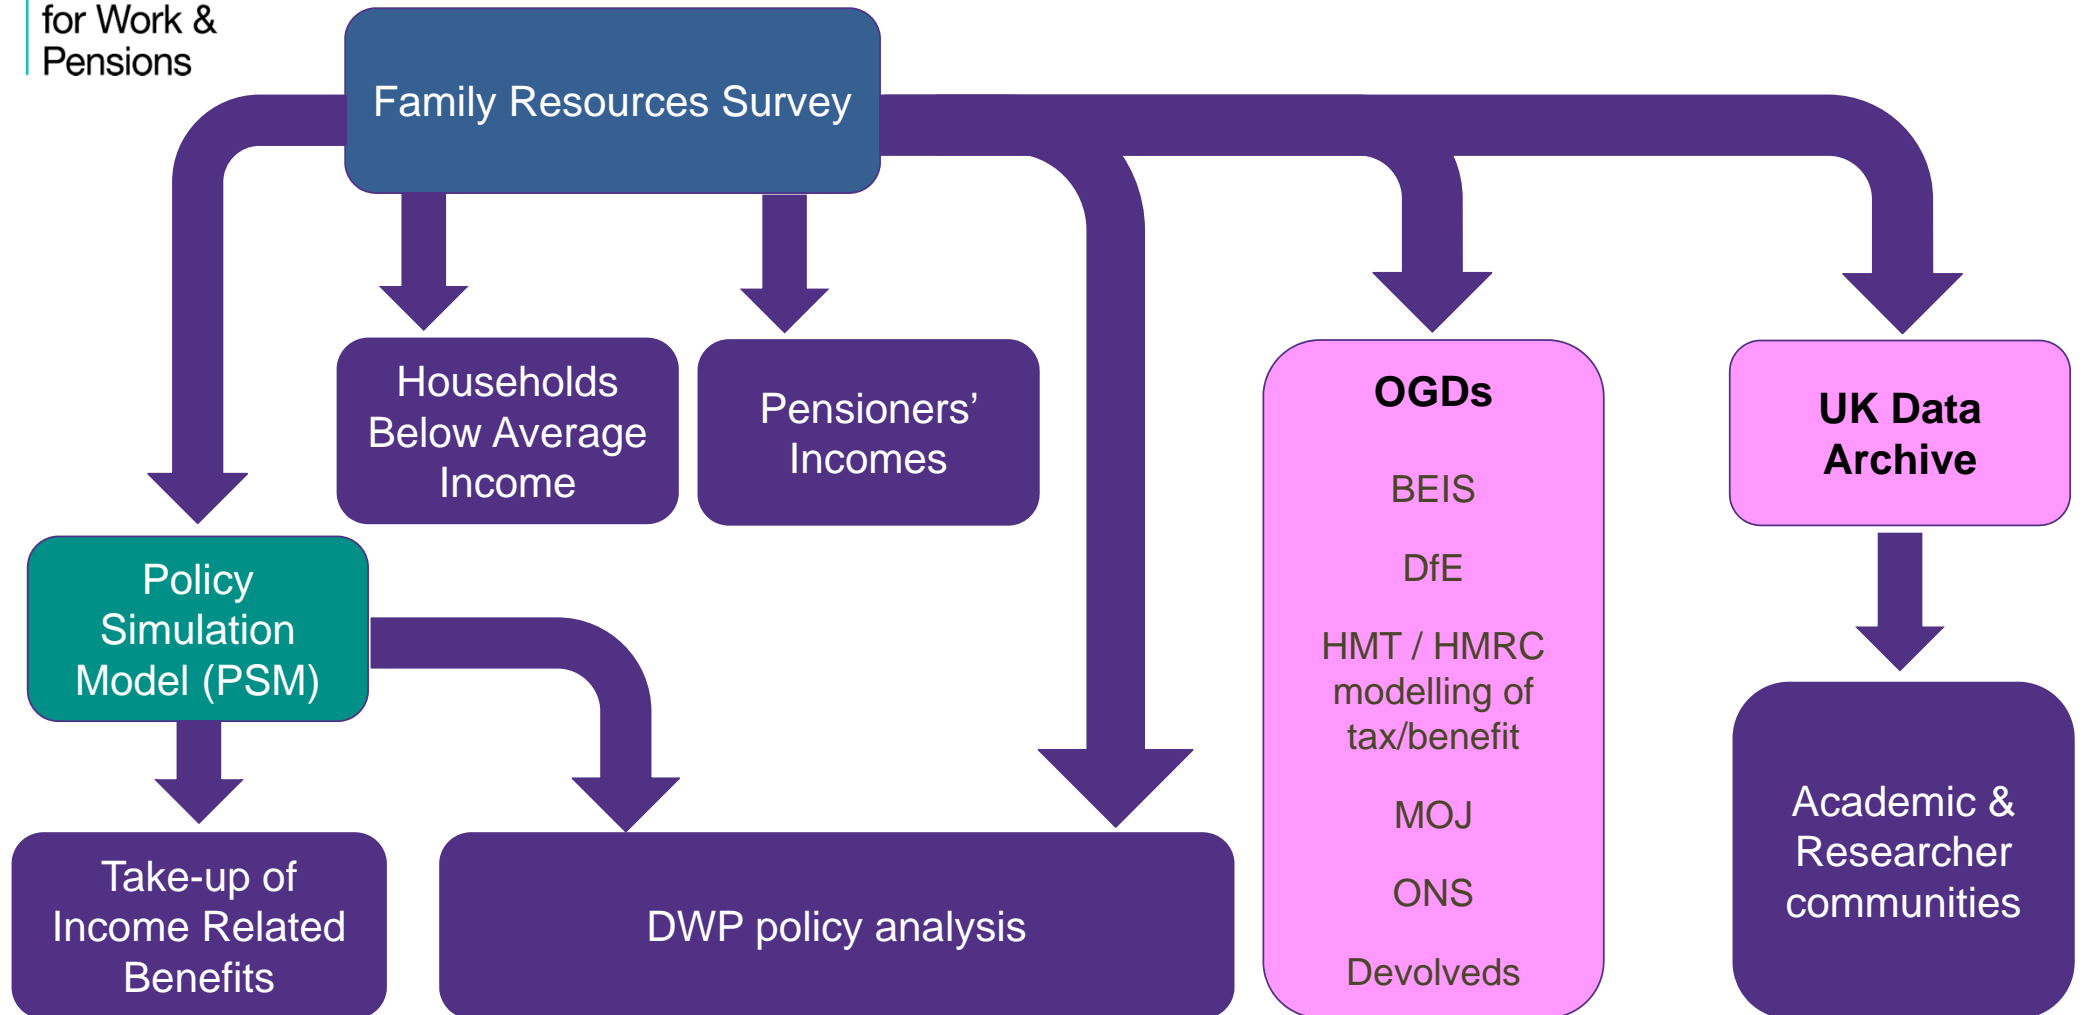 for Work &
Pensions
Family Resources Survey
Households
Below Average
Income
Pensioners’
Incomes
OGDs
BEIS
DfE
HMT / HMRC
modelling of
tax/benefit
MOJ
ONS
Devolveds
UK Data
Archive
Policy
Simulation
Model (PSM)
Take-up of
Income Related
Benefits
DWP policy analysis
Academic &
Researcher
communities